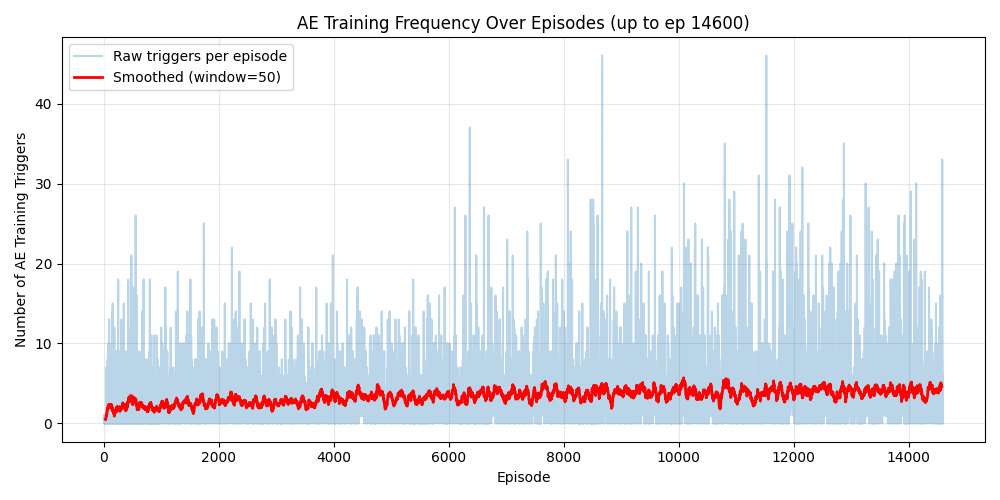 AE Training Frequency Over Episodes (up to ep 14600)
Raw triggers per episode
Smoothed (window=50)
Number of AE Training Triggers
40
30
20
10
0
0 2000 4000 6000 8000 10000 12000 14000
Episode